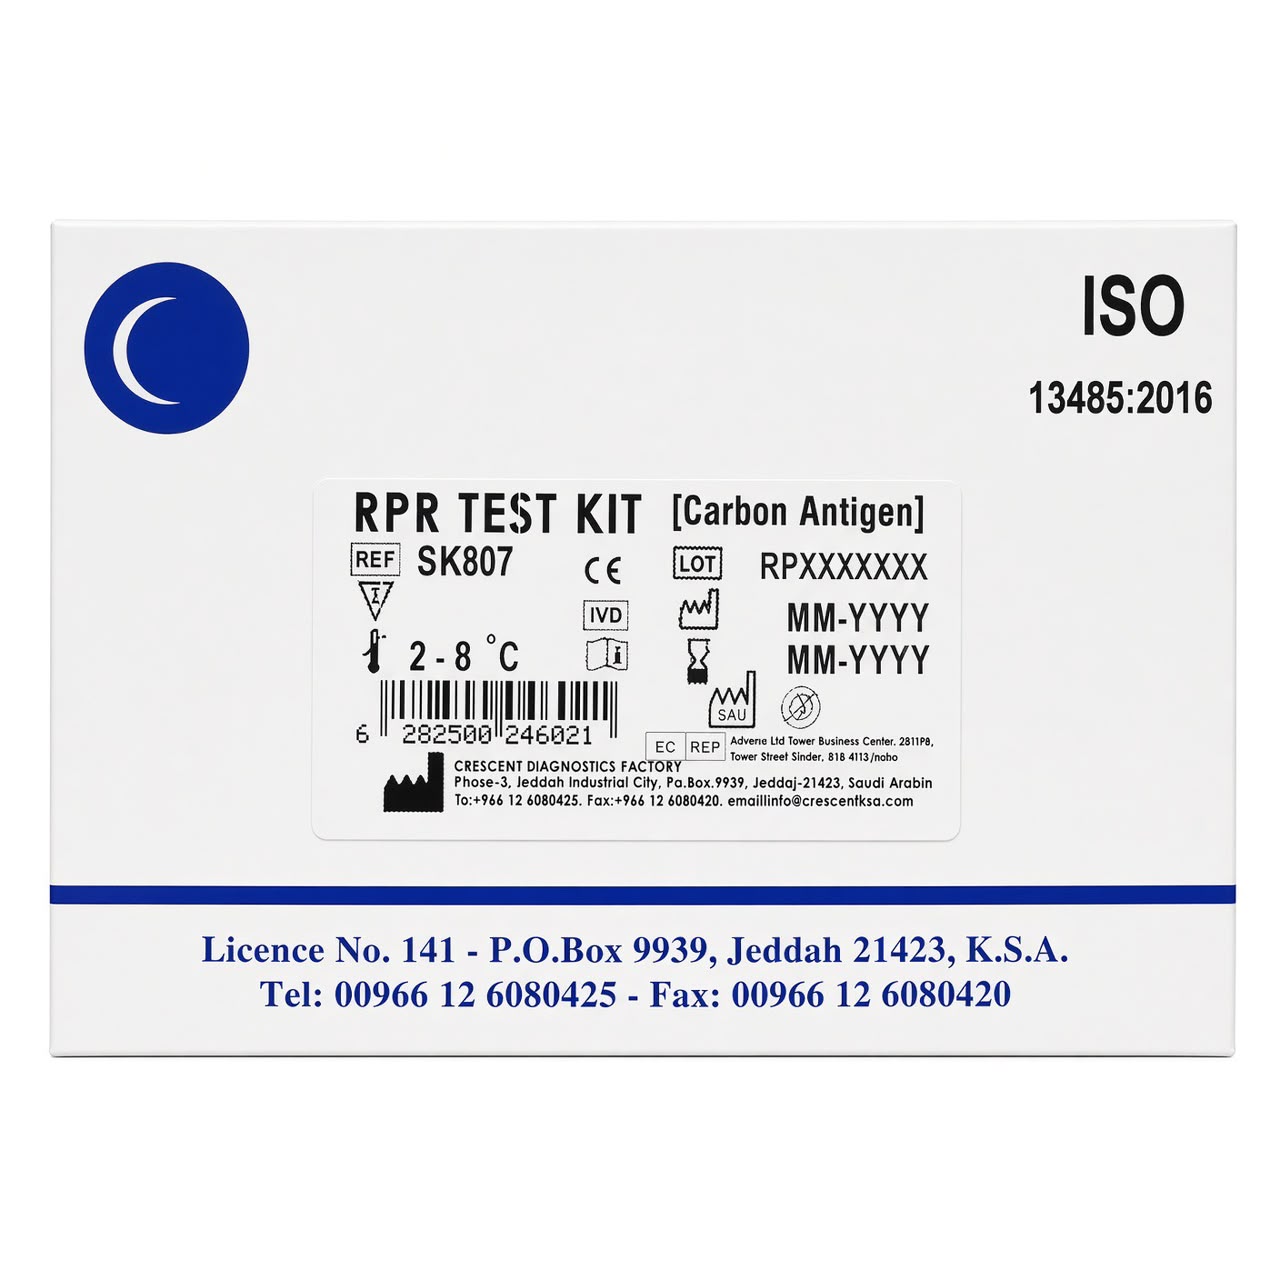 ISO
13485:2016
RPR TEST KIT [Carbon Antigen]
REF SK807 CE LOT RPXXXXXXX
IVD MM-YYYY
2 - 8 °C i MM-YYYY
SAU
6 282500 246021
EC REP Advene Ltd Tower Business Center. 2811P8,
Tower Street Sinder, 818 4113/naho
CRESCENT DIAGNOSTICS FACTORY
Phose-3, Jeddah Industrial City, Pa.Box.9939, Jeddaj-21423, Saudi Arabin
To:+966 12 6080425. Fax:+966 12 6080420. emaillinfo@crescentksa.com
Licence No. 141 - P.O.Box 9939, Jeddah 21423, K.S.A.
Tel: 00966 12 6080425 - Fax: 00966 12 6080420